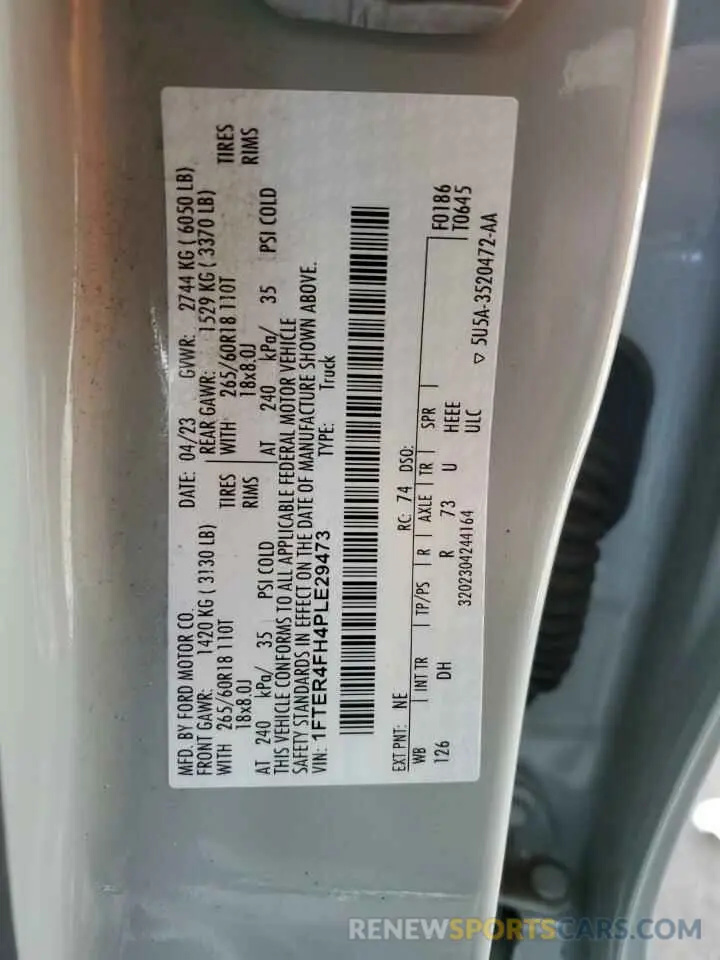 MFD. BY FORD MOTOR CO.
DATE: 04/23 GVWR: 2744 KG ( 6050 LB)
FRONT GAWR: 1420 KG ( 3130 LB) REAR GAWR: 1529 KG ( 3370 LB)
WITH 265/60R18 110T TIRES WITH 265/60R18 110T TIRES
18x8.0J RIMS 18x8.0J RIMS
AT 240 kPa/ 35 PSI COLD AT 240 kPa/ 35 PSI COLD
THIS VEHICLE CONFORMS TO ALL APPLICABLE FEDERAL MOTOR VEHICLE
SAFETY STANDARDS IN EFFECT ON THE DATE OF MANUFACTURE SHOWN ABOVE.
VIN: 1FTER4FH4PLE29473 TYPE: Truck
EXT PNT: NE RC: 74 DSO: F0186
WB INT TR TP/PS R AXLE TR SPR T0645
126 DH R 73 U HEEE
3202304244164 ULC
▽ 5U5A-3520472-AA
RENEWSPORTSCARS.COM